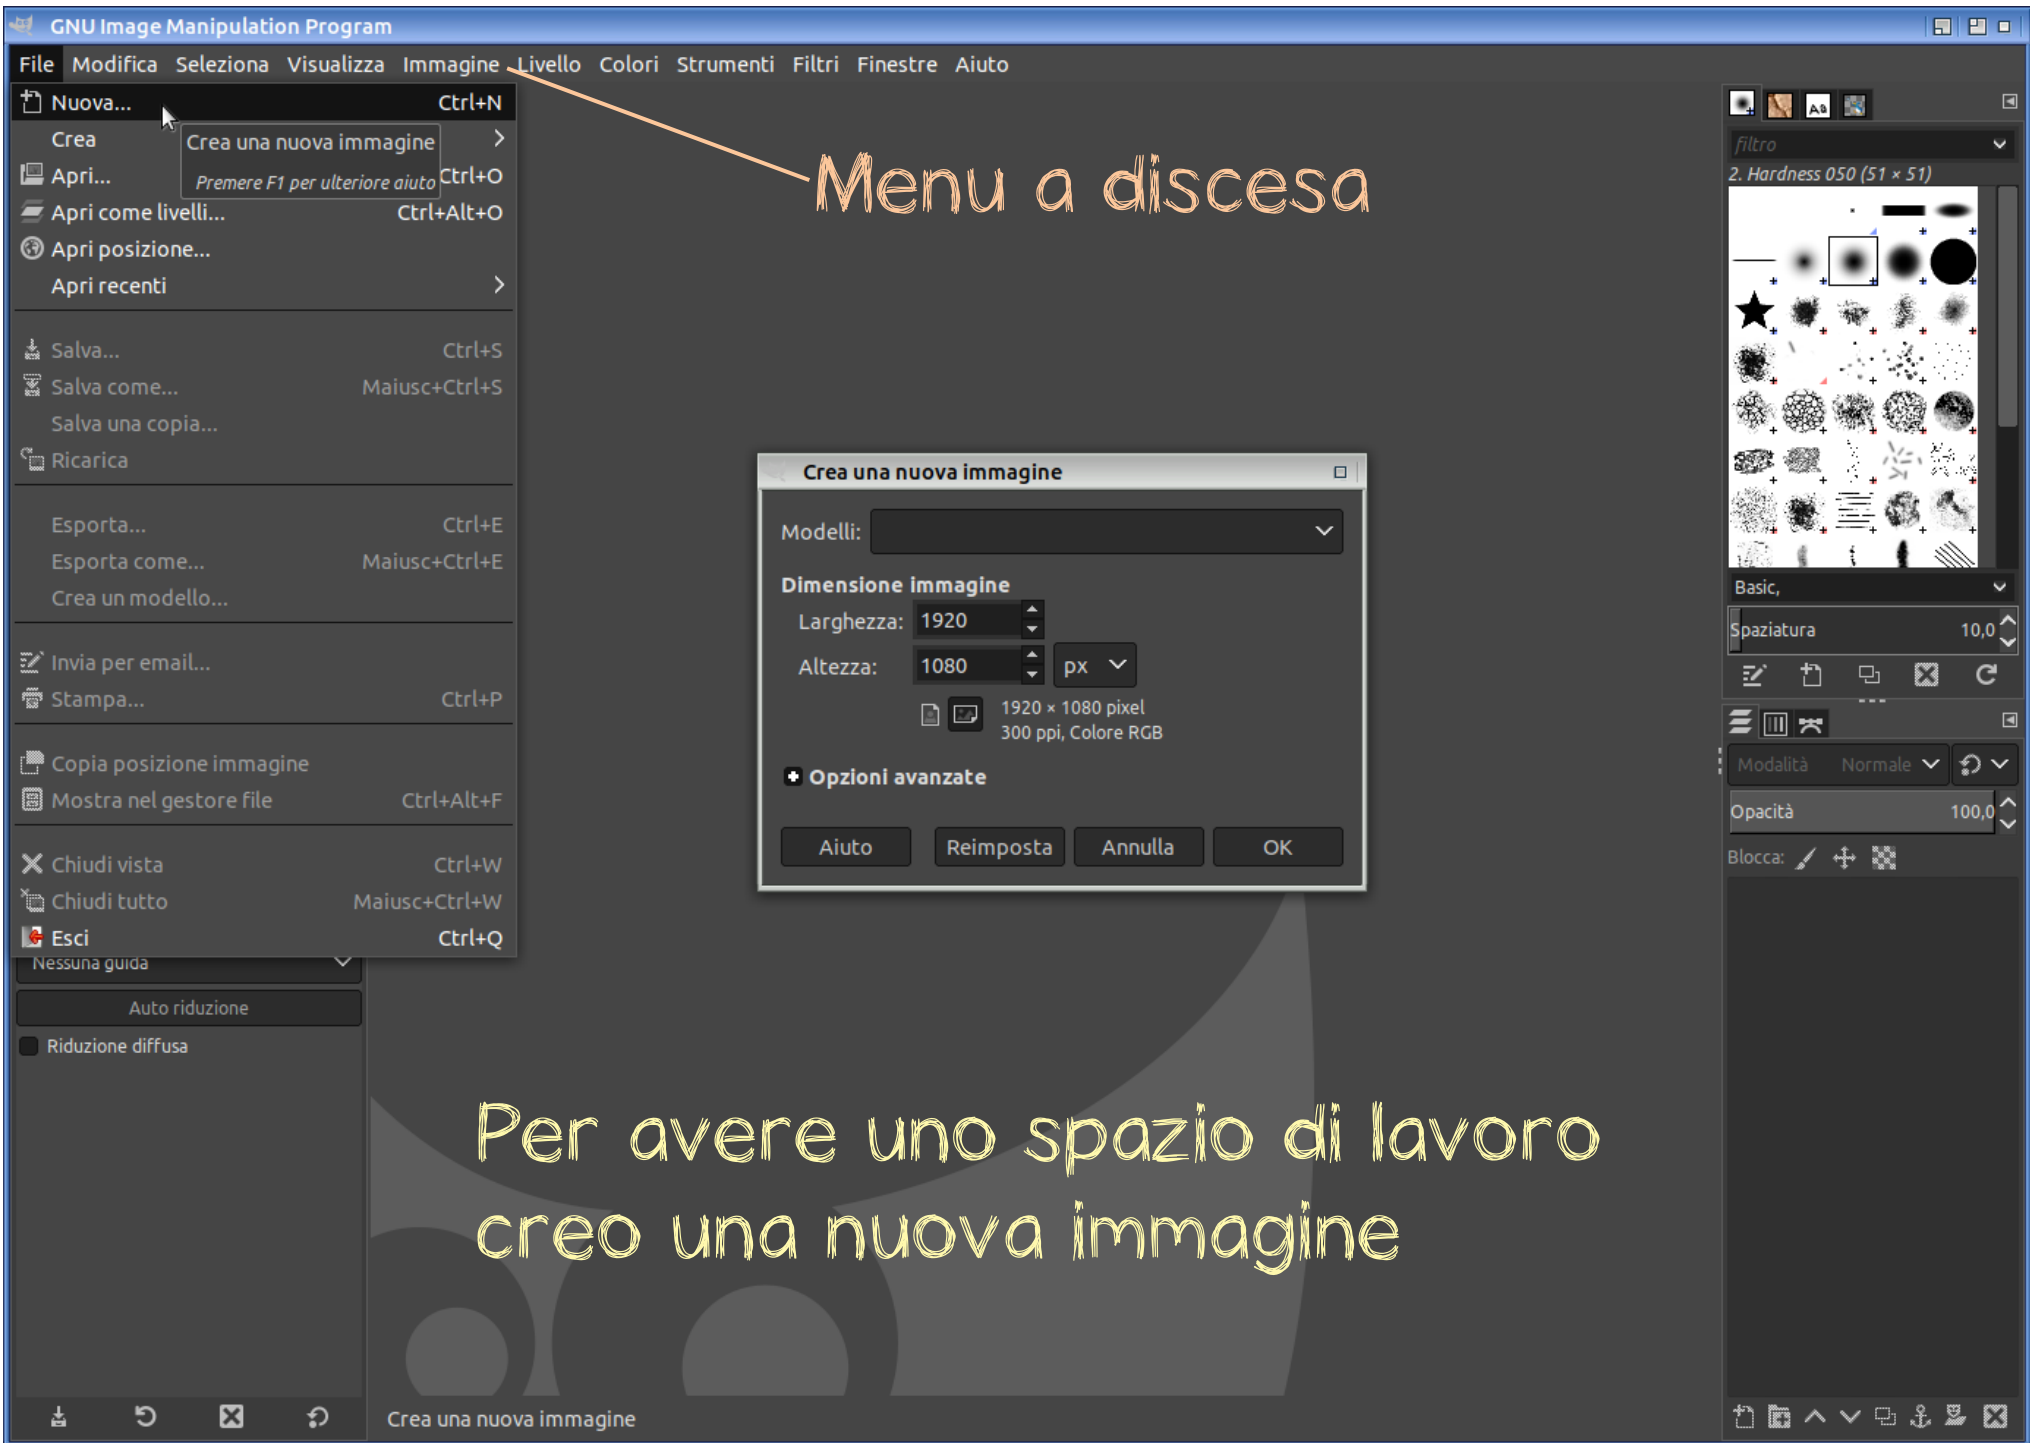 GNU Image Manipulation Program
File Modifica Seleziona Visualizza Immagine Livello Colori Strumenti Filtri Finestre Aiuto
Nuova... Ctrl+N
Crea
Crea una nuova immagine
Premere F1 per ulteriore aiuto
Apri... Ctrl+O
Apri come livelli... Ctrl+Alt+O
Apri posizione...
Apri recenti
Salva... Ctrl+S
Salva come... Maiusc+Ctrl+S
Salva una copia...
Ricarica
Esporta... Ctrl+E
Esporta come... Maiusc+Ctrl+E
Crea un modello...
Invia per email...
Stampa... Ctrl+P
Copia posizione immagine
Mostra nel gestore file Ctrl+Alt+F
Chiudi vista Ctrl+W
Chiudi tutto Maiusc+Ctrl+W
Esci Ctrl+Q
Nessuna guida
Auto riduzione
Riduzione diffusa
Menu a discesa
Crea una nuova immagine
Modelli:
Dimensione immagine
Larghezza: 1920
Altezza: 1080 px
1920 × 1080 pixel
300 ppi, Colore RGB
Opzioni avanzate
Aiuto Reimposta Annulla OK
Per avere uno spazio di lavoro
creo una nuova immagine
Crea una nuova immagine
filtro
2. Hardness 050 (51 × 51)
Basic,
Spaziatura 10,0
Modalità Normale
Opacità 100,0
Blocca: